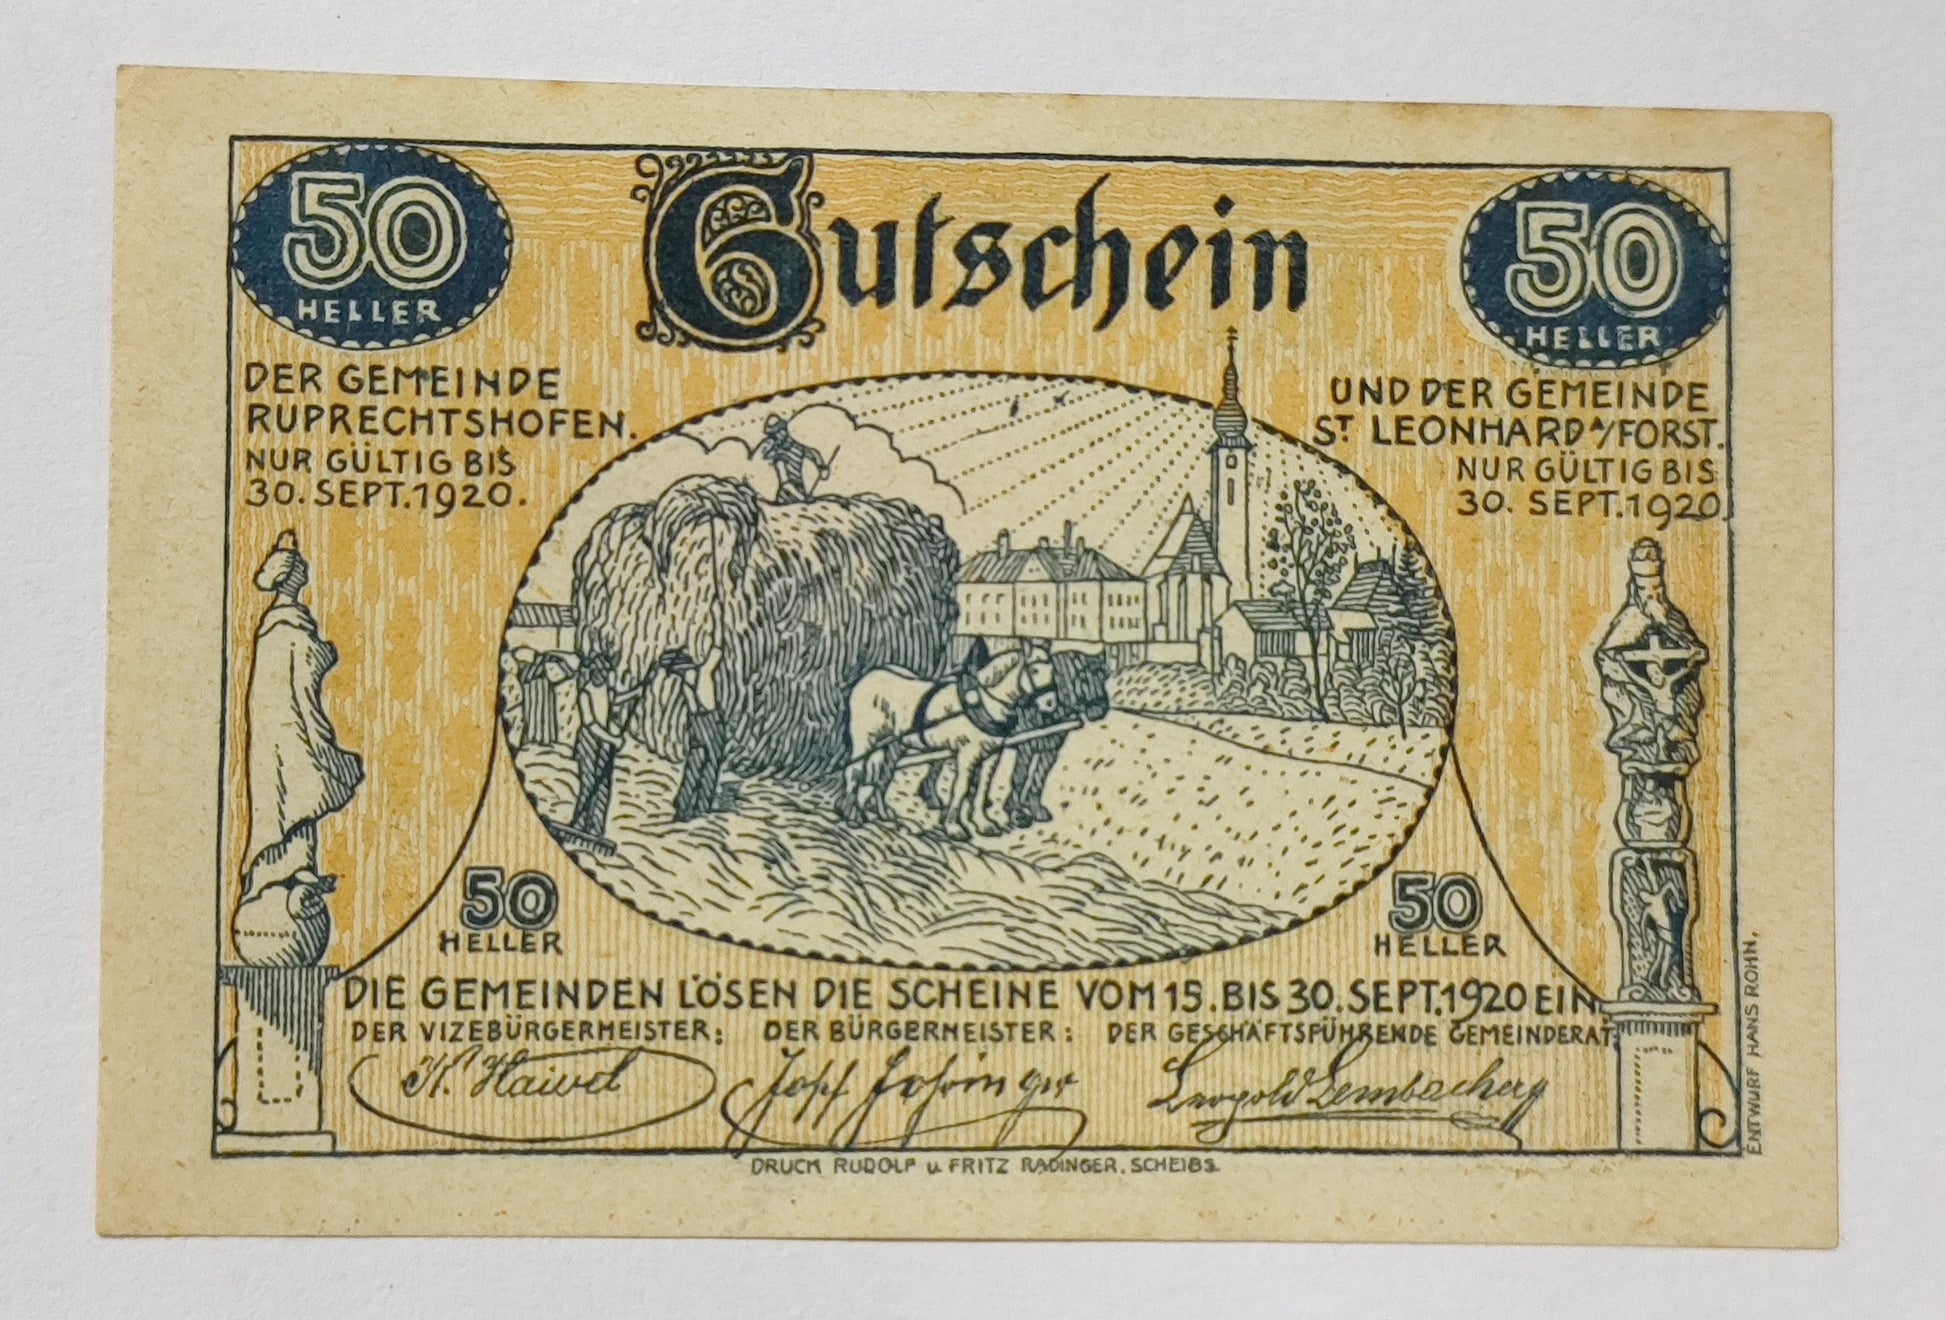 50
HELLER
Gutschein
50
HELLER
DER GEMEINDE
RUPRECHTSHOFEN.
NUR GÜLTIG BIS
30. SEPT. 1920.
UND DER GEMEINDE
ST LEONHARD A/FORST.
NUR GÜLTIG BIS
30. SEPT. 1920
50
HELLER
50
HELLER
DIE GEMEINDEN LÖSEN DIE SCHEINE VOM 15. BIS 30. SEPT. 1920 EIN.
DER VIZEBÜRGERMEISTER: DER BÜRGERMEISTER: DER GESCHÄFTSFÜHRENDE GEMEINDERAT:
Josef Leopold
DRUCK RUDOLF u. FRITZ RADINGER, SCHEIBS.
ENTWURF HANS ROHN.